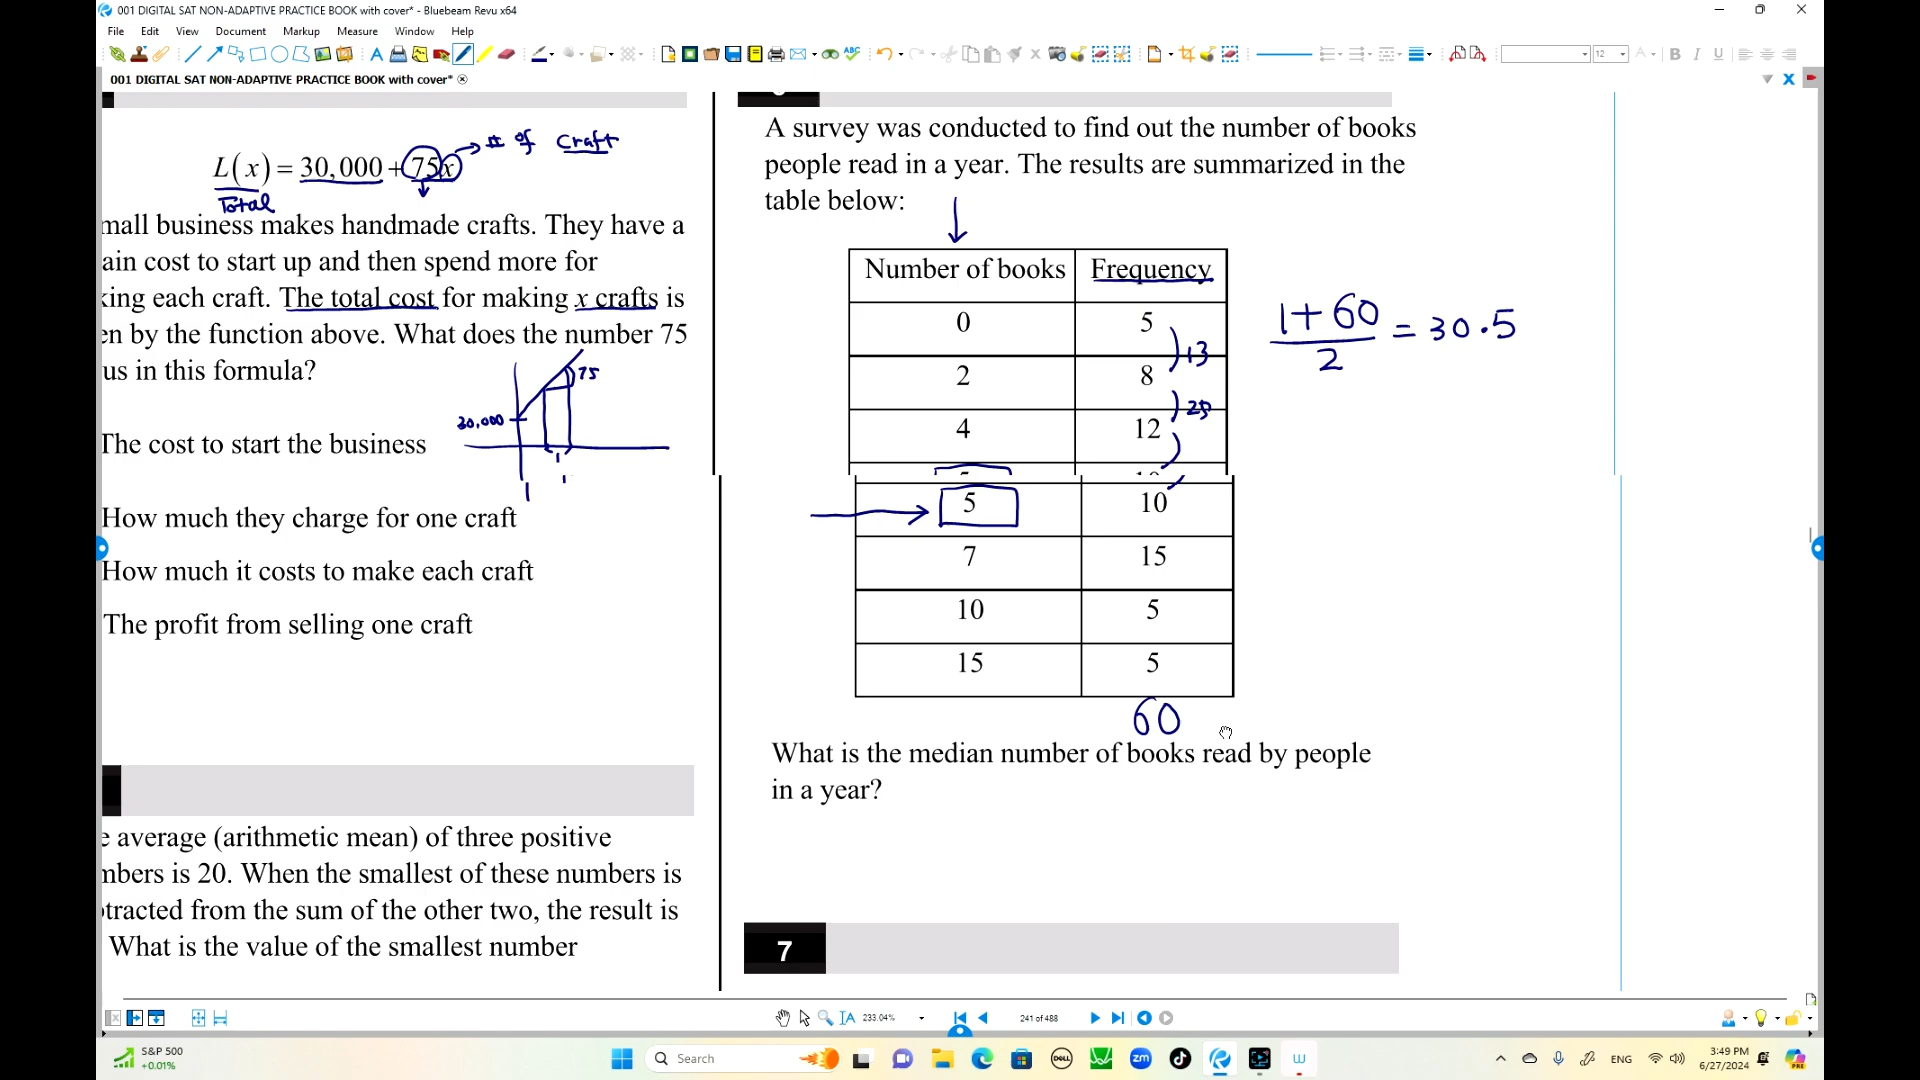 001 DIGITAL SAT NON-ADAPTIVE PRACTICE BOOK with cover* - Bluebeam Revu x64
File Edit View Document Markup Measure Window Help
12
001 DIGITAL SAT NON-ADAPTIVE PRACTICE BOOK with cover*
L(x) = 30,000 + 75x → # of craft
Total
mall business makes handmade crafts. They have a
ain cost to start up and then spend more for
king each craft. The total cost for making x crafts is
en by the function above. What does the number 75
us in this formula?
75
30,000
1
The cost to start the business
How much they charge for one craft
How much it costs to make each craft
The profit from selling one craft
e average (arithmetic mean) of three positive
mbers is 20. When the smallest of these numbers is
tracted from the sum of the other two, the result is
What is the value of the smallest number
A survey was conducted to find out the number of books
people read in a year. The results are summarized in the
table below:
Number of books Frequency
0 5
2 8
4 12
5 10
7 15
10 5
15 5
13
25
60
1+60 / 2 = 30.5
What is the median number of books read by people
in a year?
7
233.04%
241 of 488
S&P 500
+0.01%
Search
ENG
3:49 PM
6/27/2024